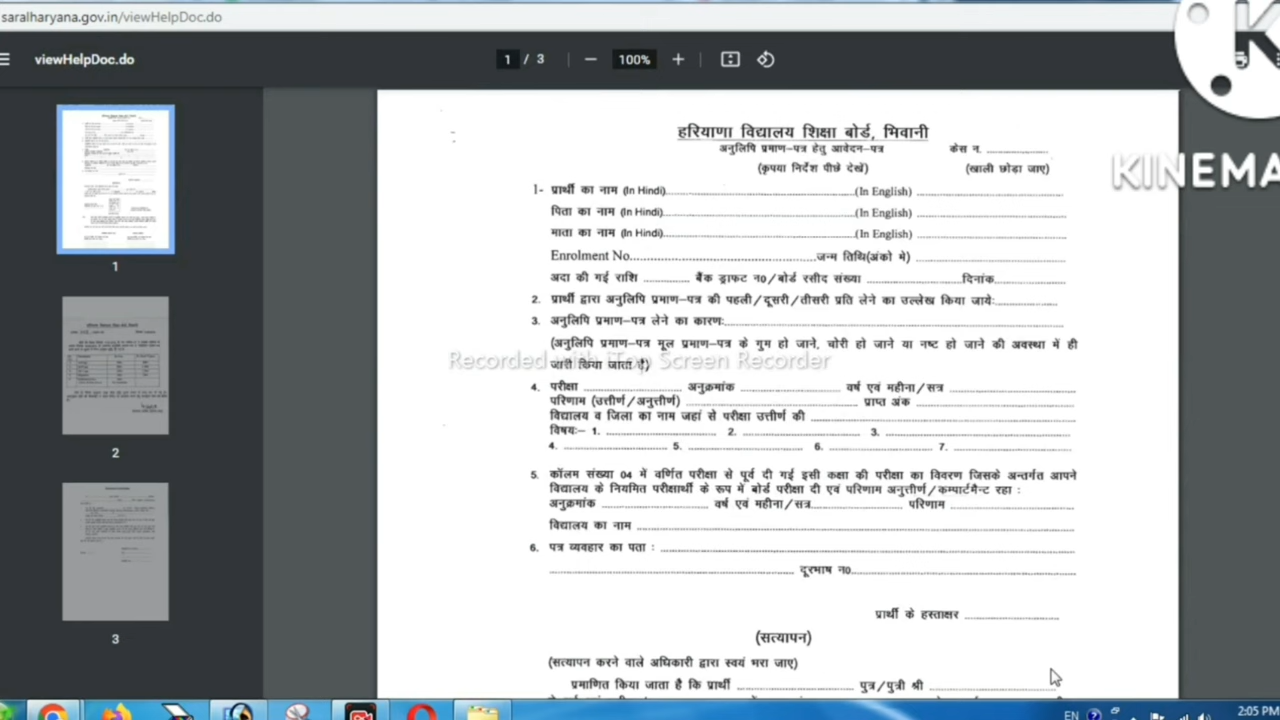 saralharyana.gov.in/viewHelpDoc.do
viewHelpDoc.do
1 / 3
100%
KINEMA
हरियाणा विद्यालय शिक्षा बोर्ड, भिवानी
अनुलिपि प्रमाण-पत्र हेतु आवेदन-पत्र केस न. ..................
(कृपया निर्देश पीछे देखें) (खाली छोड़ा जाए)
1- प्रार्थी का नाम (In Hindi)..................(In English) ..................
पिता का नाम (In Hindi)..................(In English) ..................
माता का नाम (In Hindi)..................(In English) ..................
Enrolment No...................जन्म तिथि(अंको मे) ..................
अदा की गई राशि ............ बैंक ड्राफट न0/बोर्ड रसीद संख्या ..................दिनांक..................
2. प्रार्थी द्वारा अनुलिपि प्रमाण-पत्र की पहली/दूसरी/तीसरी प्रति लेने का उल्लेख किया जाये:..................
3. अनुलिपि प्रमाण-पत्र लेने का कारण:..................
(अनुलिपि प्रमाण-पत्र मूल प्रमाण-पत्र के गुम हो जाने, चोरी हो जाने या नष्ट हो जाने की अवस्था में ही
Recorded with iTop Screen Recorder
जारी किया जाता है)
4. परीक्षा .................. अनुक्रमांक .................. वर्ष एवं महीना/सत्र ..................
परिणाम (उत्तीर्ण/अनुत्तीर्ण) .................. प्राप्त अंक ..................
विद्यालय व जिला का नाम जहां से परीक्षा उत्तीर्ण की ..................
विषयः- 1. .................. 2. .................. 3. ..................
4. .................. 5. .................. 6. .................. 7. ..................
5. कॉलम संख्या 04 में वर्णित परीक्षा से पूर्व दी गई इसी कक्षा की परीक्षा का विवरण जिसके अन्तर्गत आपने
विद्यालय के नियमित परीक्षार्थी के रूप में बोर्ड परीक्षा दी एवं परिणाम अनुत्तीर्ण/कम्पार्टमैन्ट रहा :
अनुक्रमांक .................. वर्ष एवं महीना/सत्र.................. परिणाम ..................
विद्यालय का नाम ..................
6. पत्र व्यवहार का पता : ..................
.................. दूरभाष न0..................
प्रार्थी के हस्ताक्षर ..................
(सत्यापन)
(सत्यापन करने वाले अधिकारी द्वारा स्वयं भरा जाए)
प्रमाणित किया जाता है कि प्रार्थी .................. पुत्र/पुत्री श्री ..................
1
2
3
EN
2:05 PM